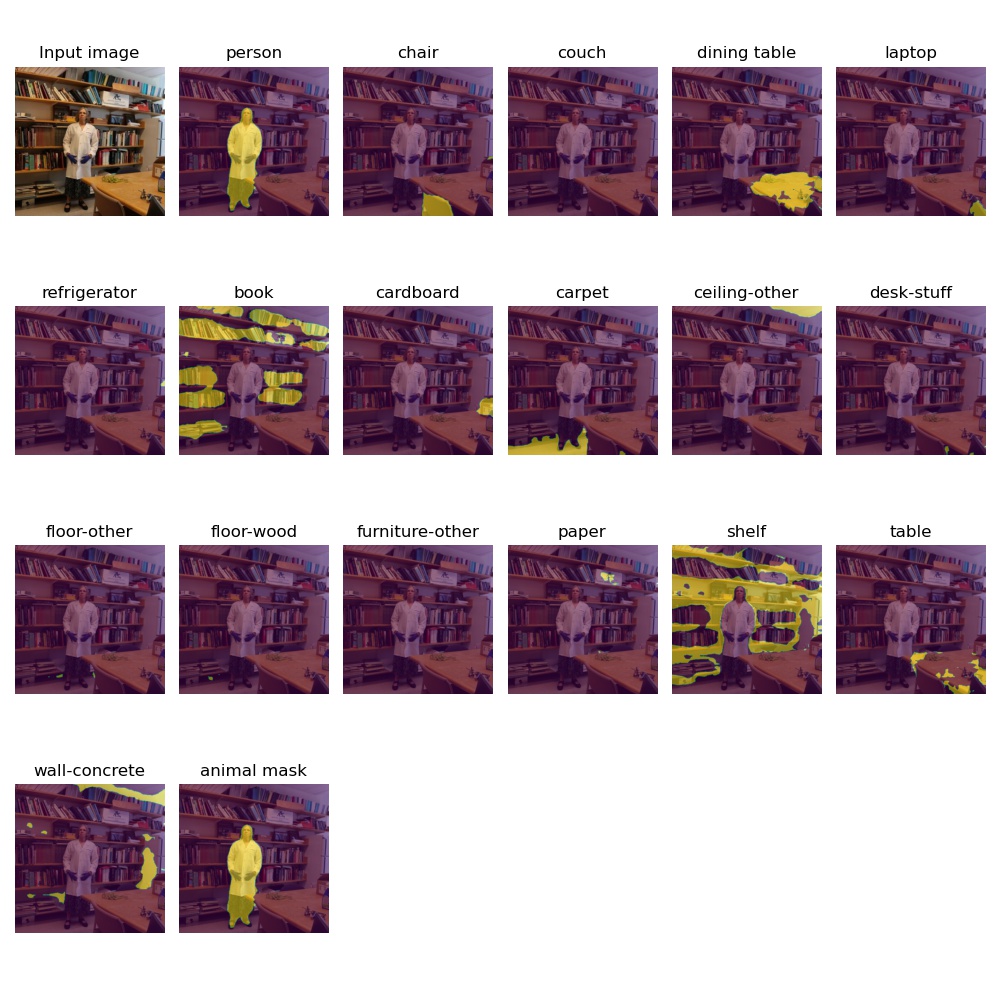 Input image
person
chair
couch
dining table
laptop
refrigerator
book
cardboard
carpet
ceiling-other
desk-stuff
floor-other
floor-wood
furniture-other
paper
shelf
table
wall-concrete
animal mask